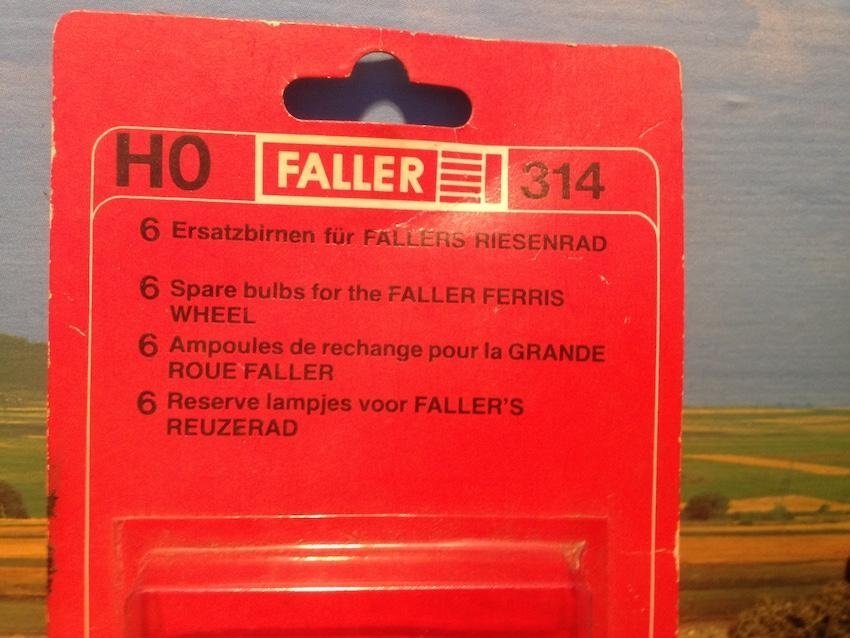 HO FALLER 314
6 Ersatzbirnen für FALLERS RIESENRAD
6 Spare bulbs for the FALLER FERRIS
WHEEL
6 Ampoules de rechange pour la GRANDE
ROUE FALLER
6 Reserve lampjes voor FALLER'S
REUZERAD